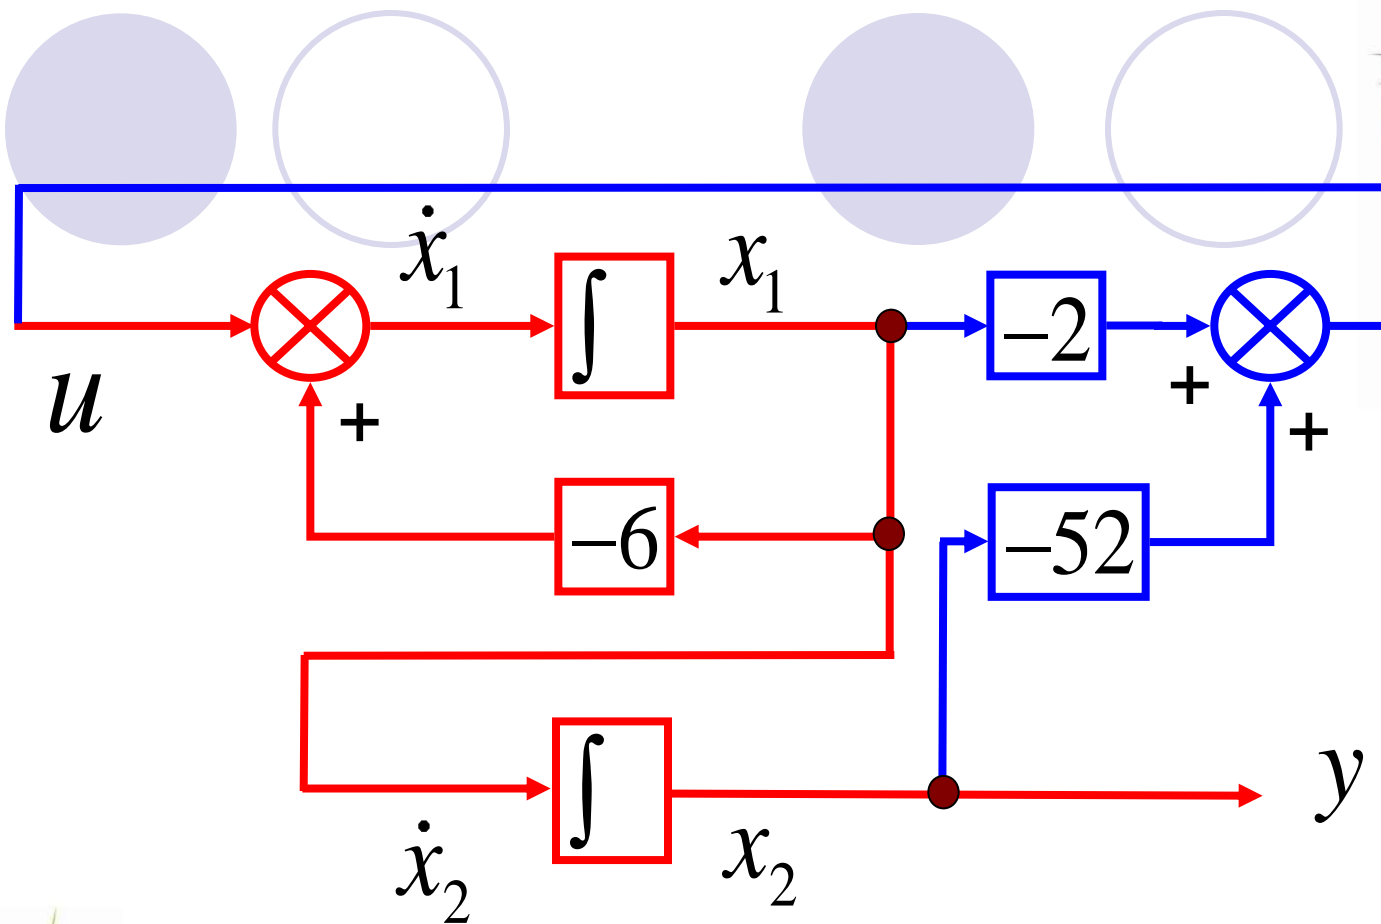 ẋ₁ ∫ x₁ −2
u + + +
−6 −52
∫ y
ẋ₂ x₂